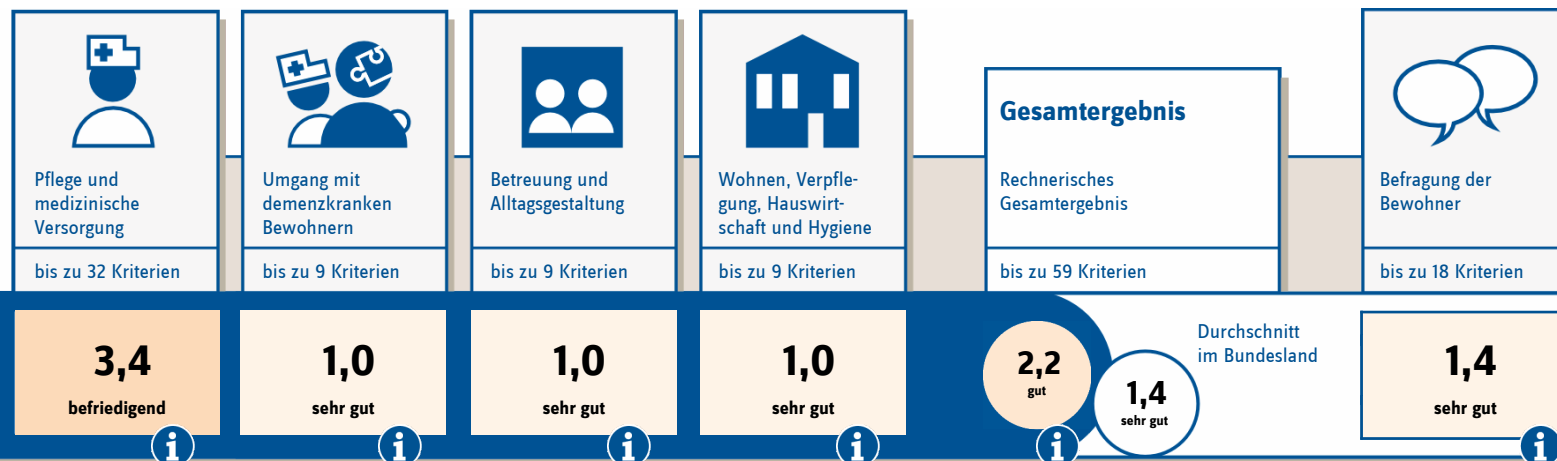 Pflege und
medizinische
Versorgung
bis zu 32 Kriterien
3,4
befriedigend
i
Umgang mit
demenzkranken
Bewohnern
bis zu 9 Kriterien
1,0
sehr gut
i
Betreuung und
Alltagsgestaltung
bis zu 9 Kriterien
1,0
sehr gut
i
Wohnen, Verpfle-
gung, Hauswirt-
schaft und Hygiene
bis zu 9 Kriterien
1,0
sehr gut
i
Gesamtergebnis
Rechnerisches
Gesamtergebnis
bis zu 59 Kriterien
2,2
gut
i
Durchschnitt
im Bundesland
1,4
sehr gut
Befragung der
Bewohner
bis zu 18 Kriterien
1,4
sehr gut
i